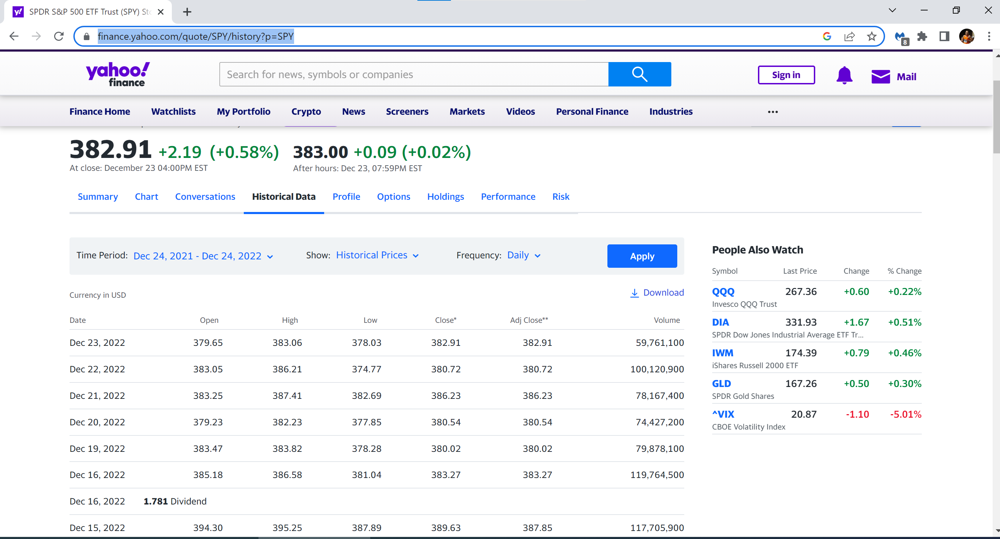 SPDR S&P 500 ETF Trust (SPY) Sto
finance.yahoo.com/quote/SPY/history?p=SPY
8
yahoo!
finance
Search for news, symbols or companies
Sign in
Mail
Finance Home Watchlists My Portfolio Crypto News Screeners Markets Videos Personal Finance Industries ...
382.91 +2.19 (+0.58%) 383.00 +0.09 (+0.02%)
At close: December 23 04:00PM EST After hours: Dec 23, 07:59PM EST
Summary Chart Conversations Historical Data Profile Options Holdings Performance Risk
Time Period: Dec 24, 2021 - Dec 24, 2022 Show: Historical Prices Frequency: Daily Apply
Currency in USD Download
Date Open High Low Close* Adj Close** Volume
Dec 23, 2022 379.65 383.06 378.03 382.91 382.91 59,761,100
Dec 22, 2022 383.05 386.21 374.77 380.72 380.72 100,120,900
Dec 21, 2022 383.25 387.41 382.69 386.23 386.23 78,167,400
Dec 20, 2022 379.23 382.23 377.85 380.54 380.54 74,427,200
Dec 19, 2022 383.47 383.82 378.28 380.02 380.02 79,878,100
Dec 16, 2022 385.18 386.58 381.04 383.27 383.27 119,764,500
Dec 16, 2022 1.781 Dividend
Dec 15, 2022 394.30 395.25 387.89 389.63 387.85 117,705,900
People Also Watch
Symbol Last Price Change % Change
QQQ 267.36 +0.60 +0.22%
Invesco QQQ Trust
DIA 331.93 +1.67 +0.51%
SPDR Dow Jones Industrial Average ETF Tr...
IWM 174.39 +0.79 +0.46%
iShares Russell 2000 ETF
GLD 167.26 +0.50 +0.30%
SPDR Gold Shares
^VIX 20.87 -1.10 -5.01%
CBOE Volatility Index